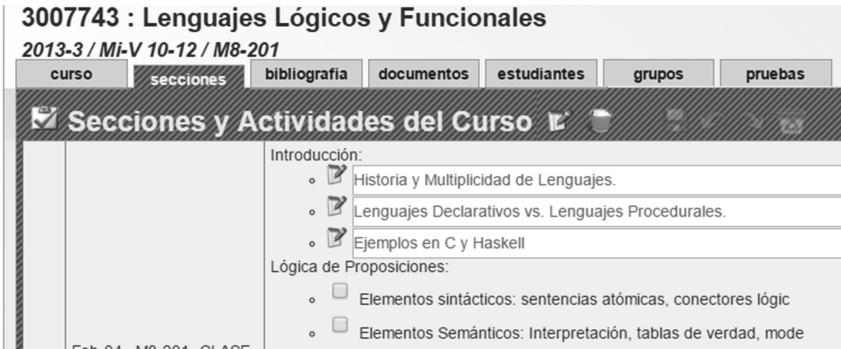 3007743 : Lenguajes Lógicos y Funcionales
2013-3 / Mi-V 10-12 / M8-201
curso secciones bibliografia documentos estudiantes grupos pruebas
Secciones y Actividades del Curso
Introducción:
Historia y Multiplicidad de Lenguajes.
Lenguajes Declarativos vs. Lenguajes Procedurales.
Ejemplos en C y Haskell
Lógica de Proposiciones:
Elementos sintácticos: sentencias atómicas, conectores lógic
Elementos Semánticos: Interpretación, tablas de verdad, mode